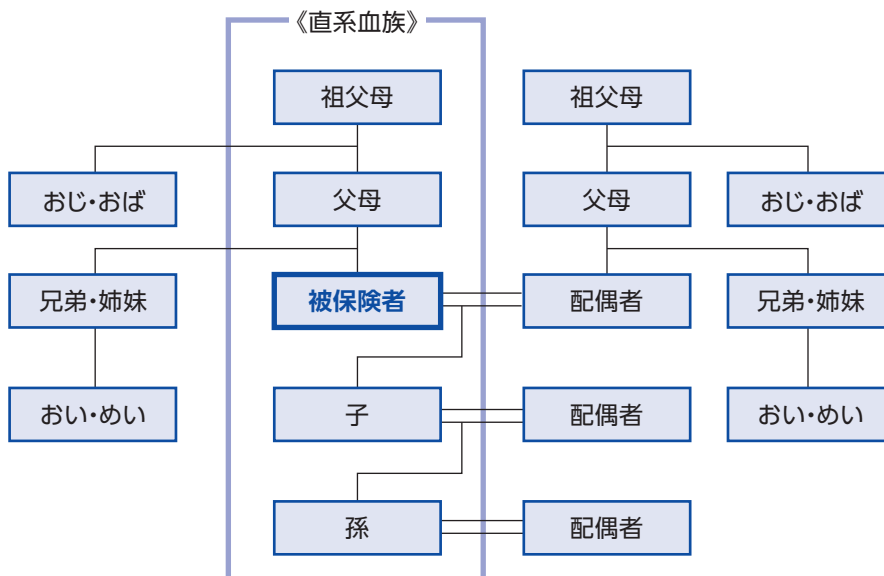 《直系血族》
祖父母
祖父母
おじ・おば
父母
父母
おじ・おば
兄弟・姉妹
被保険者
配偶者
兄弟・姉妹
おい・めい
子
配偶者
おい・めい
孫
配偶者